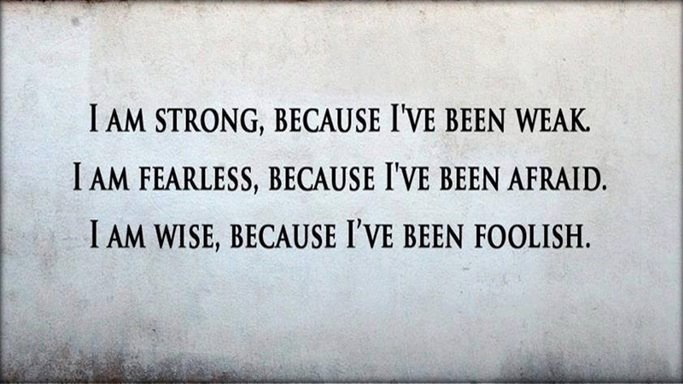 I AM STRONG, BECAUSE I'VE BEEN WEAK.
I AM FEARLESS, BECAUSE I'VE BEEN AFRAID.
I AM WISE, BECAUSE I’VE BEEN FOOLISH.